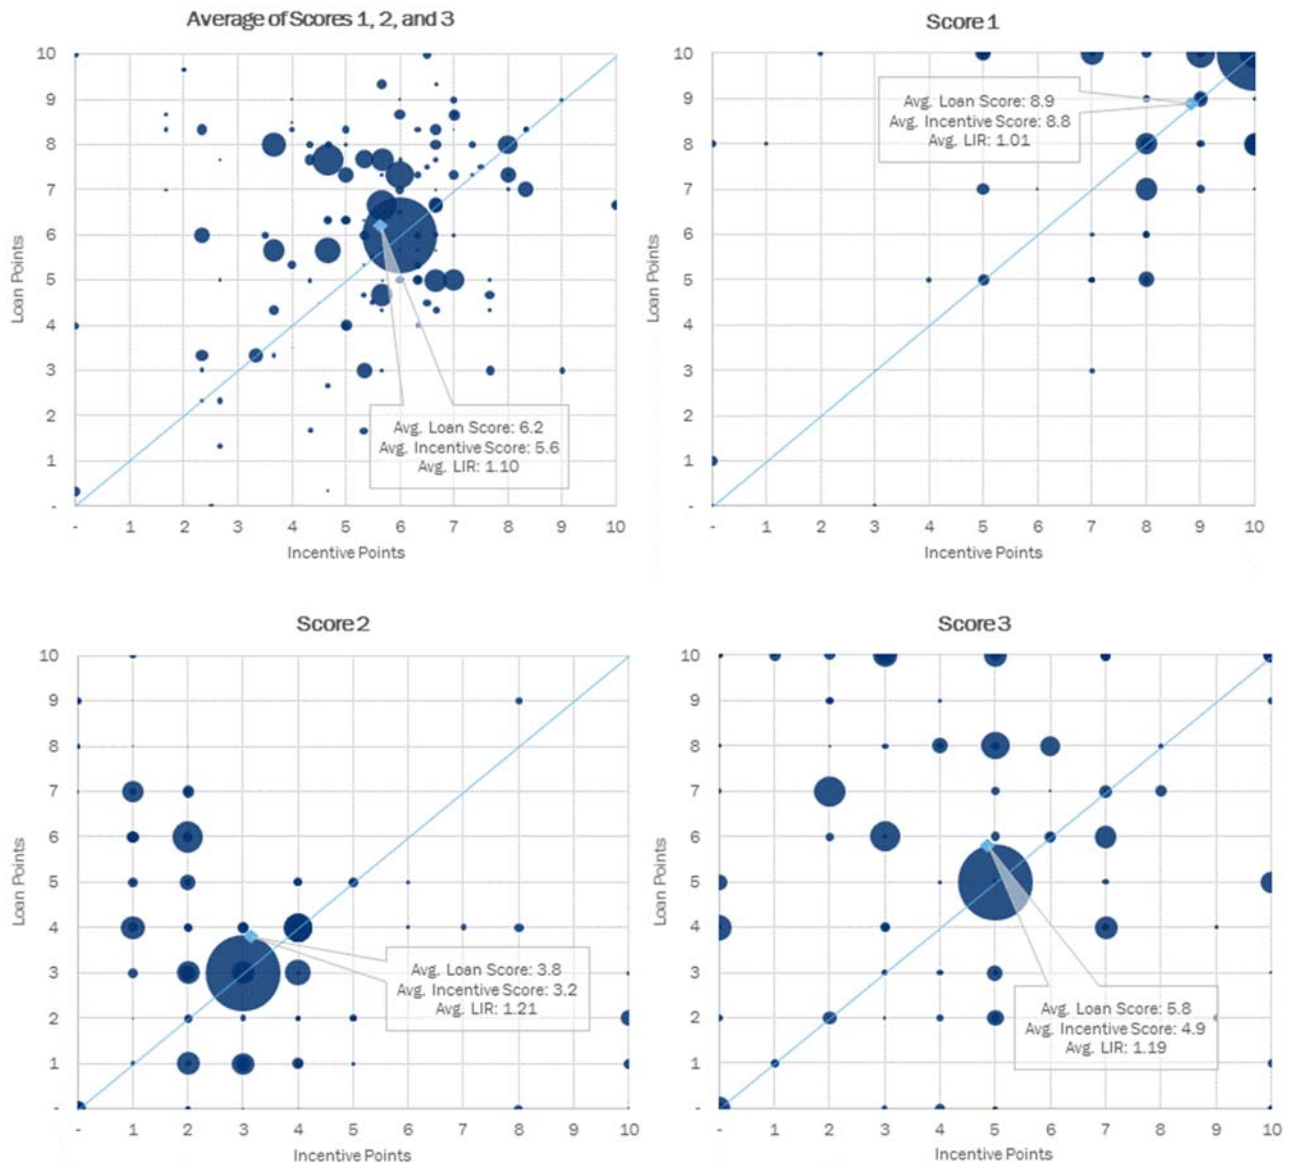 Average of Scores 1, 2, and 3
10
9
8
7
6
5
4
3
2
1
-
Loan Points
- 1 2 3 4 5 6 7 8 9 10
Incentive Points
Avg. Loan Score: 6.2
Avg. Incentive Score: 5.6
Avg. LIR: 1.10
Score 1
10
9
8
7
6
5
4
3
2
1
-
Loan Points
- 1 2 3 4 5 6 7 8 9 10
Incentive Points
Avg. Loan Score: 8.9
Avg. Incentive Score: 8.8
Avg. LIR: 1.01
Score 2
10
9
8
7
6
5
4
3
2
1
-
Loan Points
- 1 2 3 4 5 6 7 8 9 10
Incentive Points
Avg. Loan Score: 3.8
Avg. Incentive Score: 3.2
Avg. LIR: 1.21
Score 3
10
9
8
7
6
5
4
3
2
1
-
Loan Points
- 1 2 3 4 5 6 7 8 9 10
Incentive Points
Avg. Loan Score: 5.8
Avg. Incentive Score: 4.9
Avg. LIR: 1.19